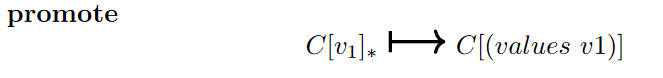 promote
C[v₁]∗ ⟼ C[(values v1)]